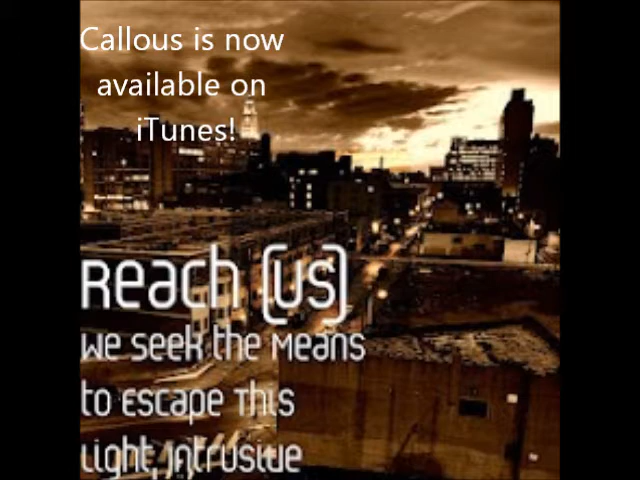 Callous is now
available on
iTunes!
Reach (us)
We Seek the Means
to Escape This
Light, Intrusive